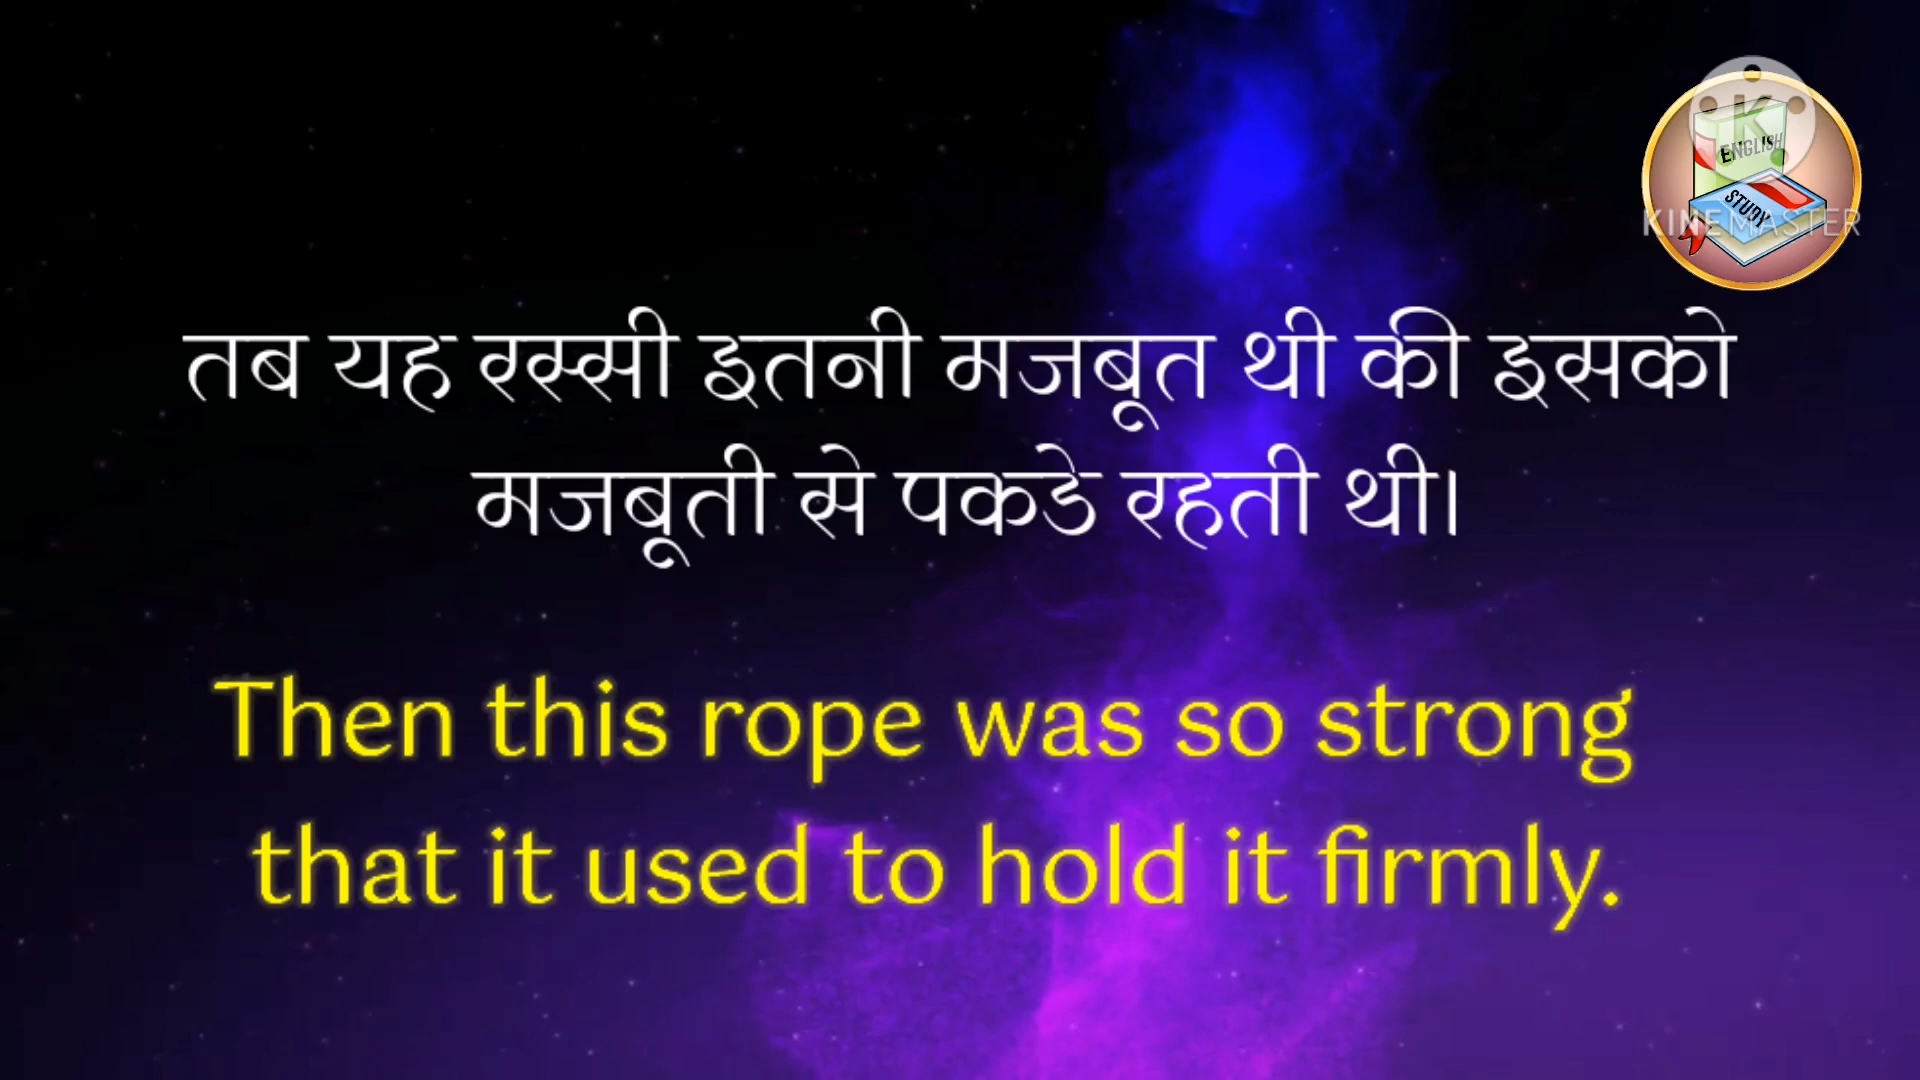 ENGLISH
STUDY
KINEMASTER
तब यह रस्सी इतनी मजबूत थी की इसको
मजबूती से पकडे रहती थी।
Then this rope was so strong
that it used to hold it firmly.